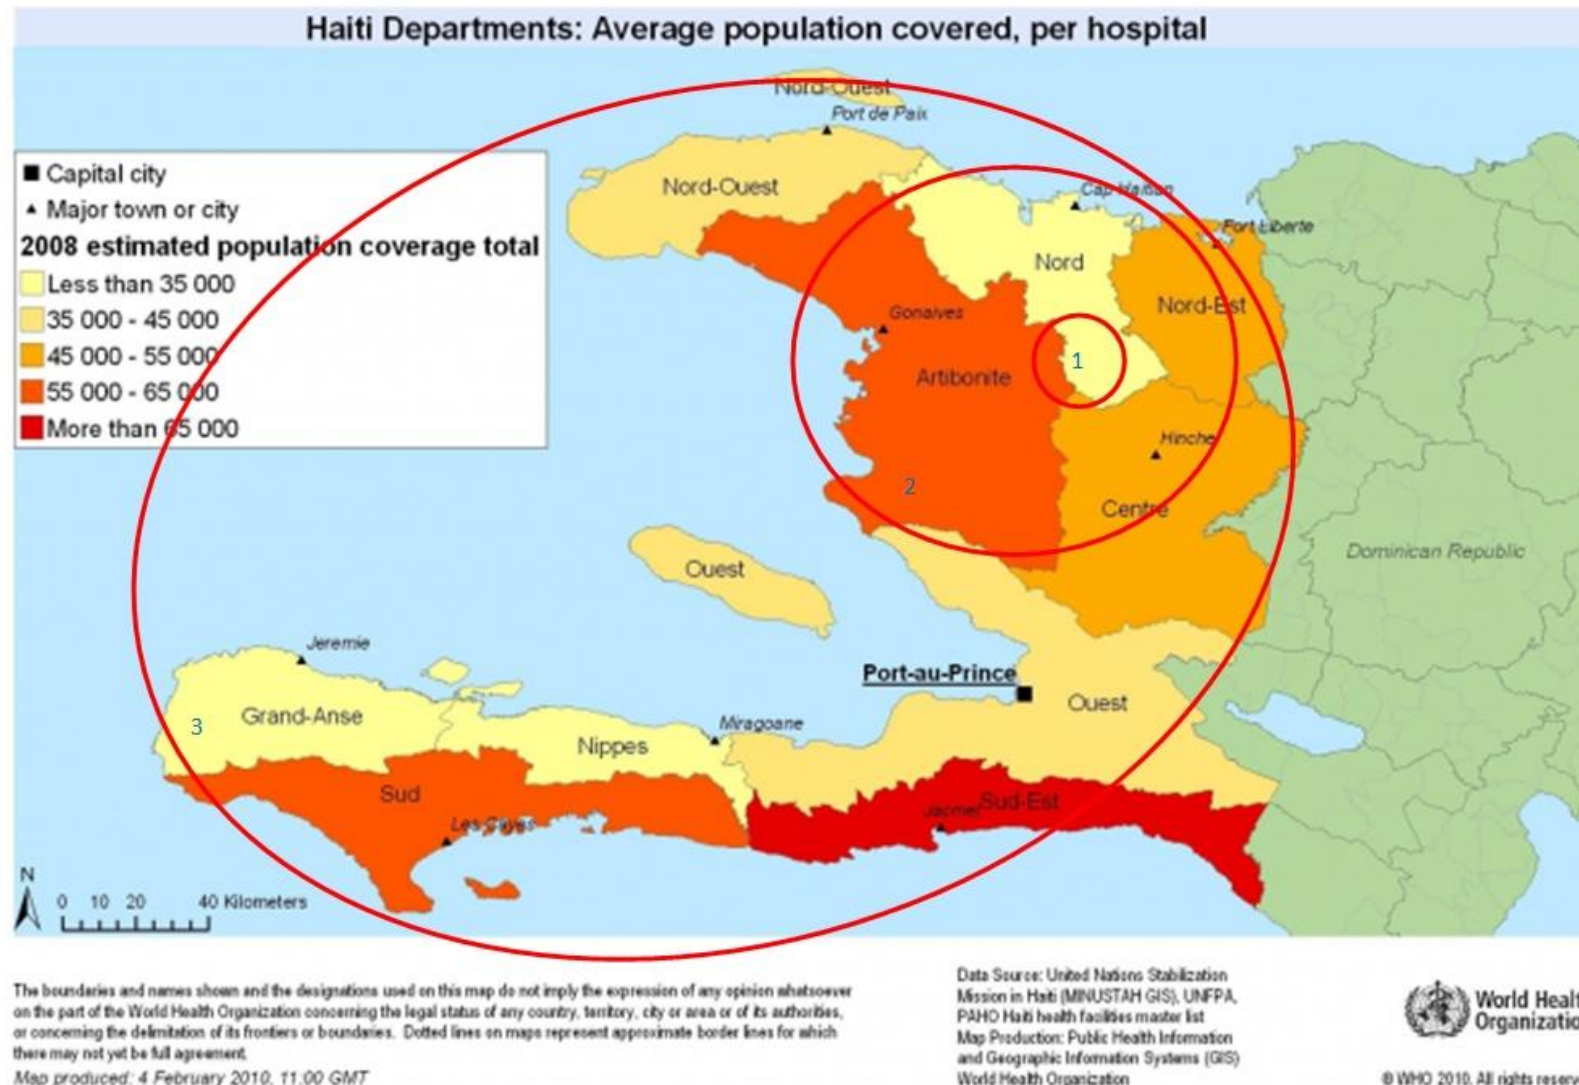 Haiti Departments: Average population covered, per hospital
Nord-Ouest
Port de Paix
Capital city
Major town or city
2008 estimated population coverage total
Less than 35 000
35 000 - 45 000
45 000 - 55 000
55 000 - 65 000
More than 65 000
Nord-Ouest
Cap Haitian
Fort Liberte
Nord
Nord-Est
Gonaives
1
Artibonite
Hinche
2
Centre
Dominican Republic
Ouest
Jeremie
Port-au-Prince
Ouest
Grand-Anse
3
Miragoane
Nippes
Sud
Sud-Est
Jacmel
Les Cayes
N
0 10 20 40 Kilometers
The boundaries and names shown and the designations used on this map do not imply the expression of any opinion whatsoever
on the part of the World Health Organization concerning the legal status of any country, territory, city or area or of its authorities,
or concerning the delimitation of its frontiers or boundaries. Dotted lines on maps represent approximate border lines for which
there may not yet be full agreement.
Map produced: 4 February 2010, 11:00 GMT
Data Source: United Nations Stabilization
Mission in Haiti (MINUSTAH GIS), UNFPA,
PAHO Haiti health facilities master list
Map Production: Public Health Information
and Geographic Information Systems (GIS)
World Health Organization
World Healt
Organizatio
© WHO 2010. All rights reserve